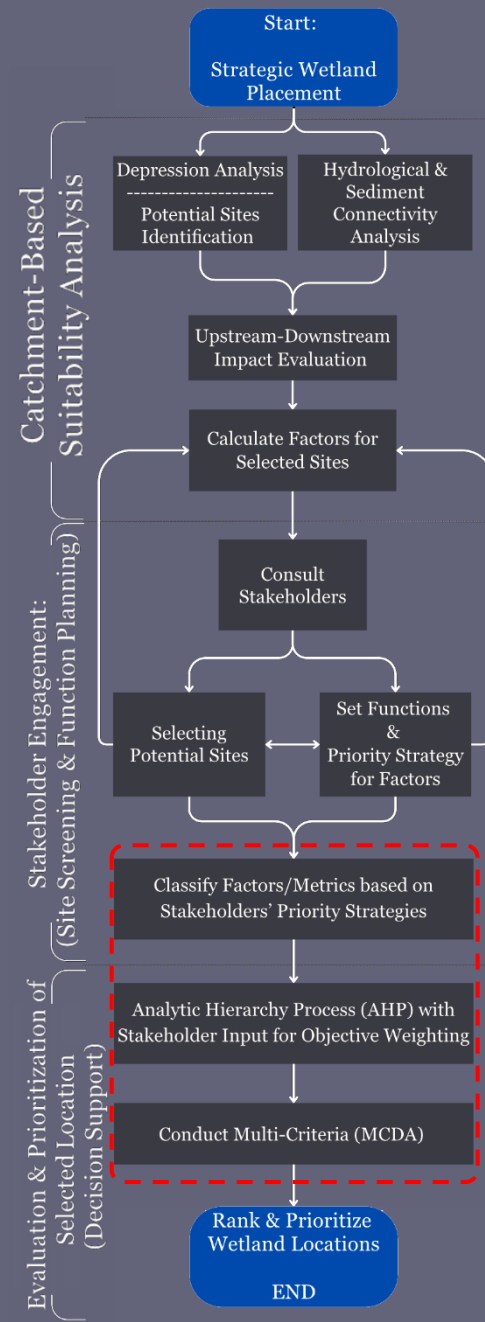 Start:
Strategic Wetland
Placement
Catchment-Based
Suitability Analysis
Depression Analysis
---------------------
Potential Sites
Identification
Hydrological &
Sediment
Connectivity
Analysis
Upstream-Downstream
Impact Evaluation
Calculate Factors for
Selected Sites
Stakeholder Engagement:
(Site Screening & Function Planning)
Consult
Stakeholders
Selecting
Potential Sites
Set Functions
&
Priority Strategy
for Factors
Classify Factors/Metrics based on
Stakeholders’ Priority Strategies
Evaluation & Prioritization of
Selected Location
(Decision Support)
Analytic Hierarchy Process (AHP) with
Stakeholder Input for Objective Weighting
Conduct Multi-Criteria (MCDA)
Rank & Prioritize
Wetland Locations
END